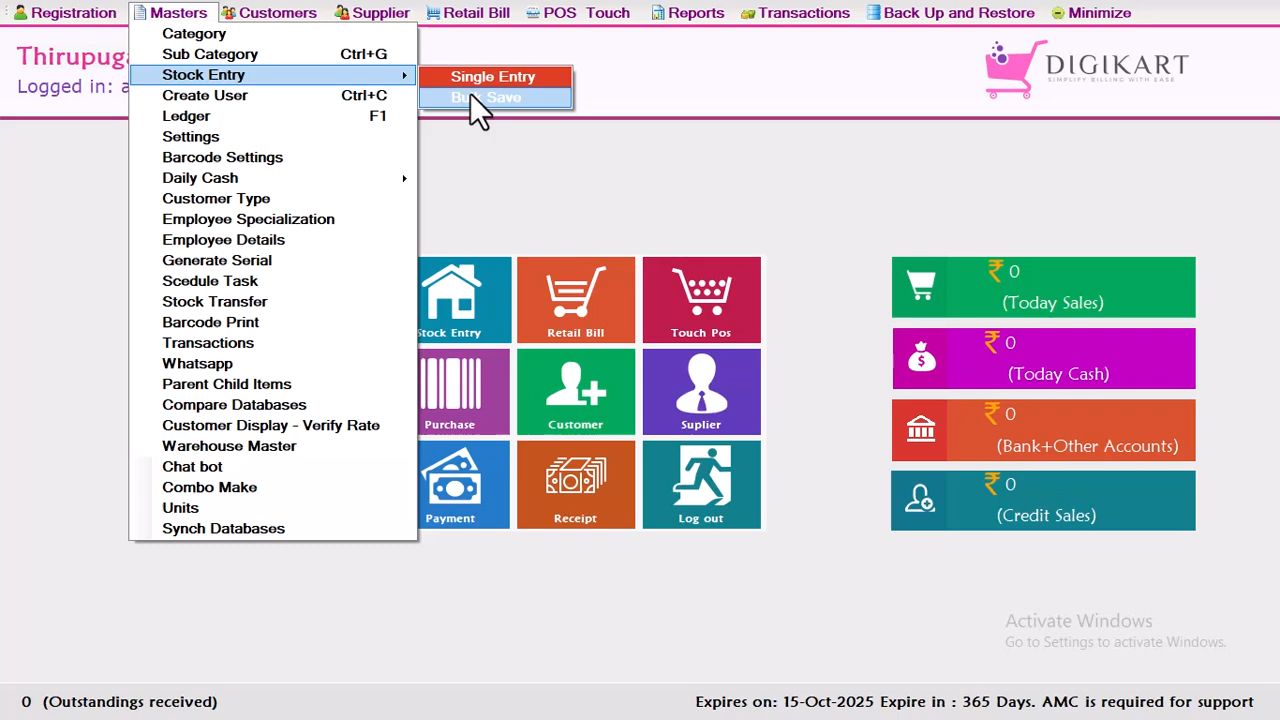 Registration Masters Customers Supplier Retail Bill POS Touch Reports Transactions Back Up and Restore Minimize
Thirupuga
Logged in: a
DIGIKART
SIMPLIFY BILLING WITH EASE
Category
Sub Category Ctrl+G
Stock Entry
Single Entry
Bulk Save
Create User Ctrl+C
Ledger F1
Settings
Barcode Settings
Daily Cash
Customer Type
Employee Specialization
Employee Details
Generate Serial
Scedule Task
Stock Transfer
Barcode Print
Transactions
Whatsapp
Parent Child Items
Compare Databases
Customer Display - Verify Rate
Warehouse Master
Chat bot
Combo Make
Units
Synch Databases
Stock Entry
Retail Bill
Touch Pos
Purchase
Customer
Suplier
Payment
Receipt
Log out
₹ 0
(Today Sales)
₹ 0
(Today Cash)
₹ 0
(Bank+Other Accounts)
₹ 0
(Credit Sales)
Activate Windows
Go to Settings to activate Windows.
0 (Outstandings received)
Expires on: 15-Oct-2025 Expire in : 365 Days. AMC is required for support